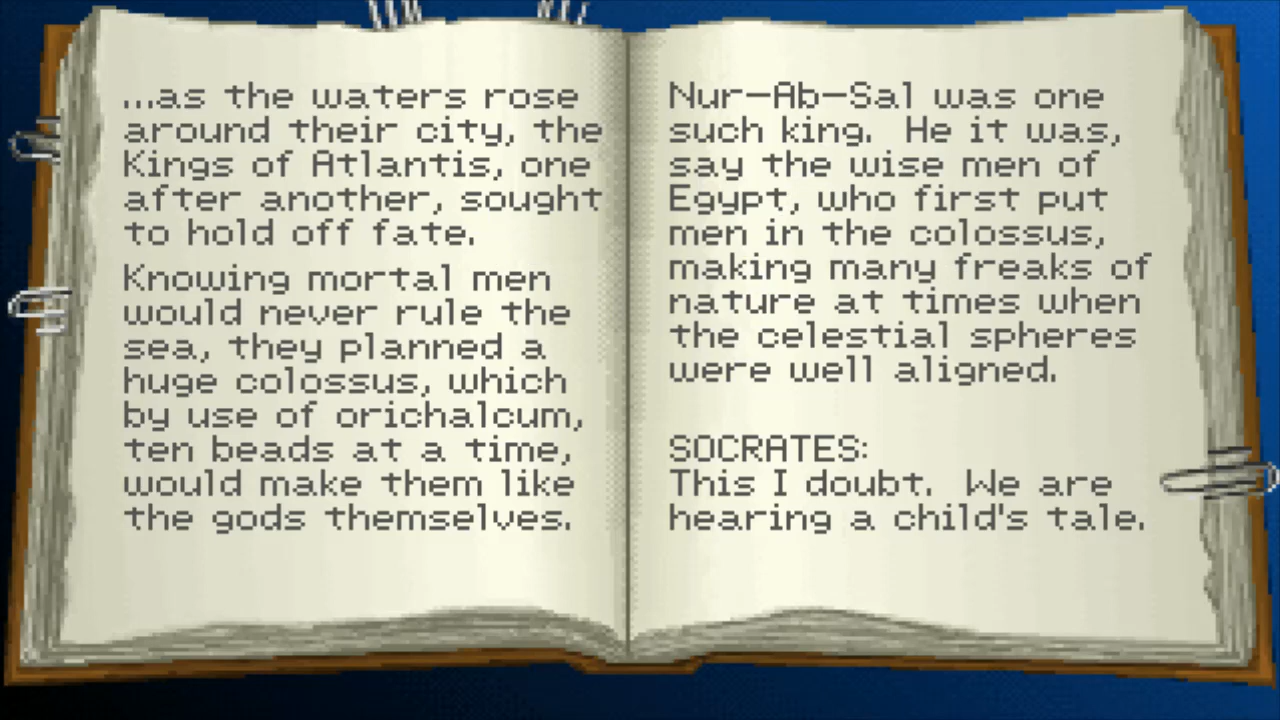 ...as the waters rose
around their city, the
Kings of Atlantis, one
after another, sought
to hold off fate.
Knowing mortal men
would never rule the
sea, they planned a
huge colossus, which
by use of orichalcum,
ten beads at a time,
would make them like
the gods themselves.
Nur-Ab-Sal was one
such king.  He it was,
say the wise men of
Egypt, who first put
men in the colossus,
making many freaks of
nature at times when
the celestial spheres
were well aligned.
SOCRATES:
This I doubt.  We are
hearing a child's tale.